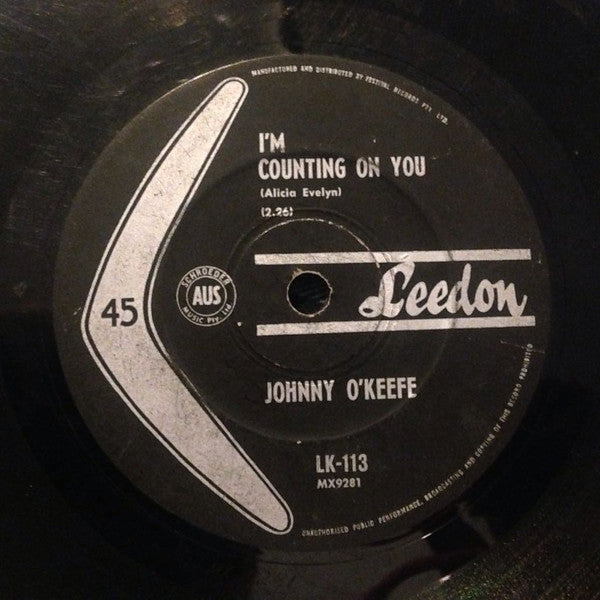 MANUFACTURED AND DISTRIBUTED BY FESTIVAL RECORDS PTY. LTD.
I'M
COUNTING ON YOU
(Alicia Evelyn)
(2.26)
Leedon
45
SCHROEDER
AUS
MUSIC Pty. Ltd
JOHNNY O'KEEFE
LK-113
MX9281
UNAUTHORISED PUBLIC PERFORMANCE, BROADCASTING AND COPYING OF THIS RECORD PROHIBITED